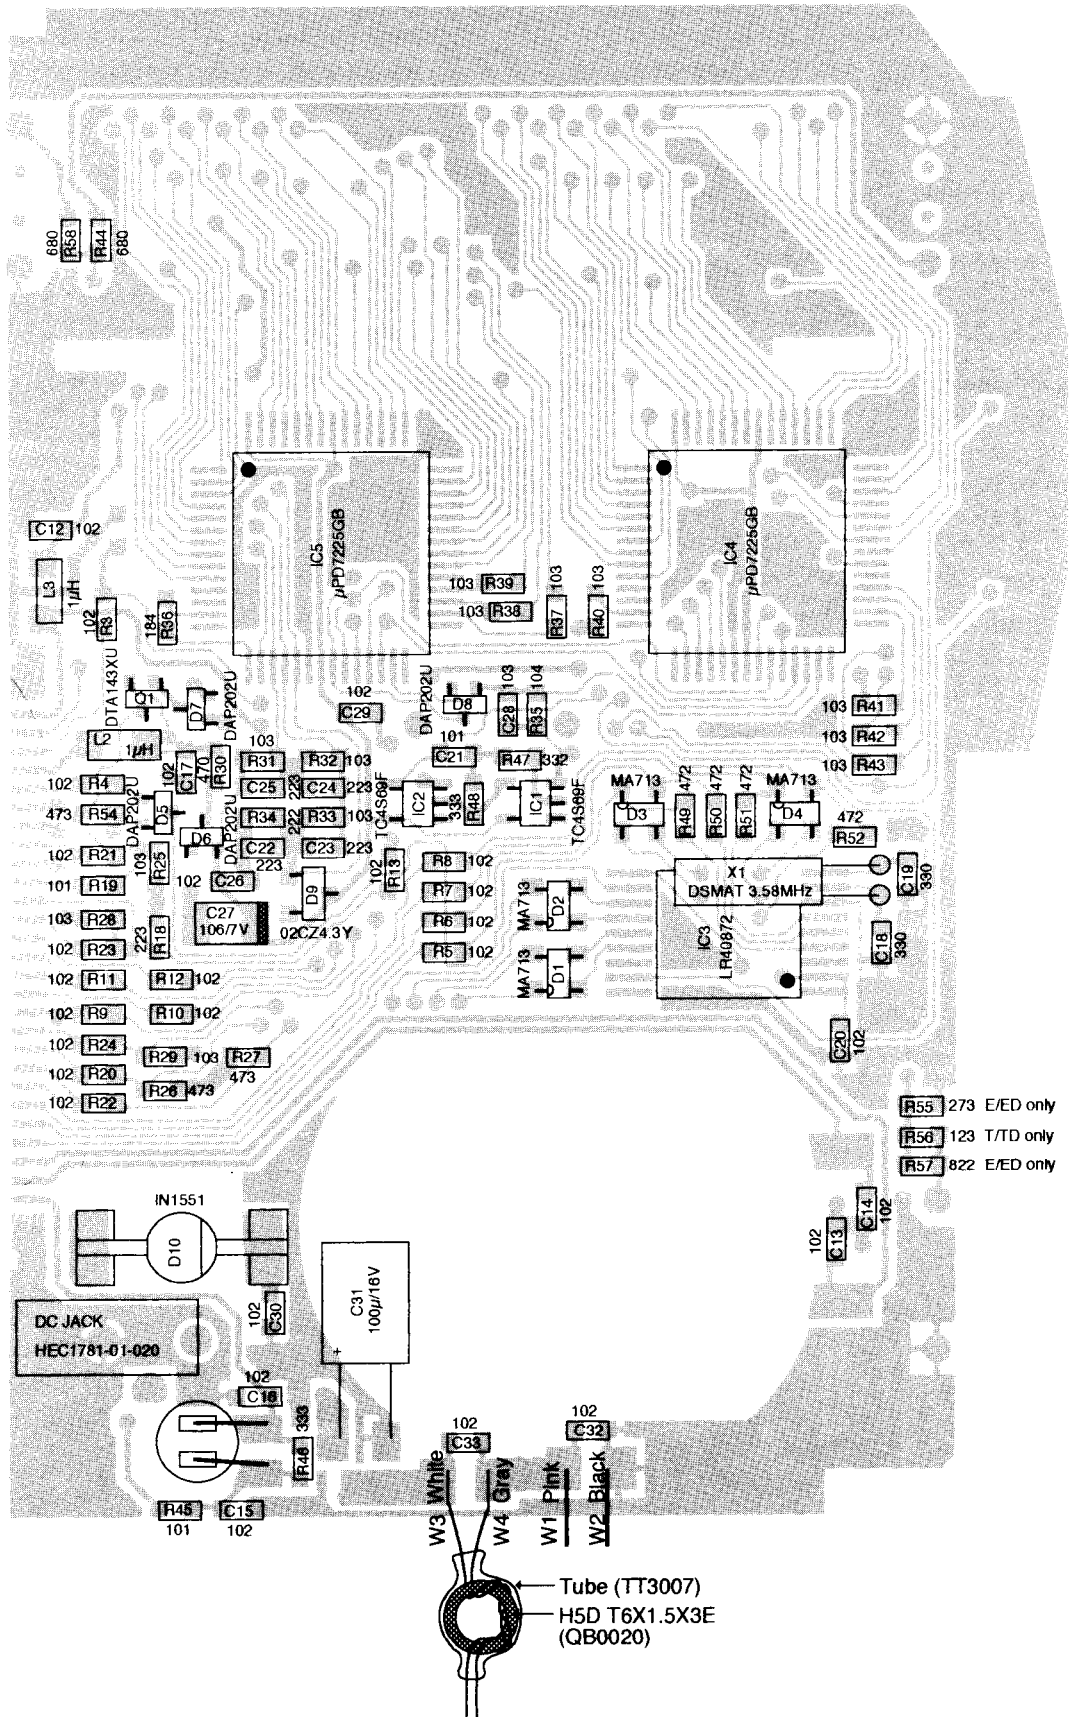 680
R58
R44
680
C12 102
L3
1µH
102
R3
184
R36
IC5
µPD7225GB
IC4
µPD7225GB
103 R39
103 R38
R37
103
R40
103
DTA143XU
Q1
D7
DAP202U
102
C29
DAP202U
D8
103
C28
104
R35
103 R41
103 R42
103 R43
L2
1µH
102
C17
470
R30
103
R31
R32 103
101
C21
R47 332
102 R4
473 R54
DAP202U
D5
C25 223
C24 223
R34 222
R33 103
C22
223
C23 223
D6
DAP202U
TC4S69F
IC2
333
R48
IC1
TC4S69F
MA713
D3
472
R49
472
R50
472
R51
MA713
D4
472
R52
102 R21
103
R25
101 R19
102 C26
102
R13
R8 102
R7 102
R6 102
R5 102
X1
DSMAT 3.58MHz
C19
330
C18
330
103 R28
223
R18
C27
106/7V
D9
02CZ4.3Y
MA713
D2
MA713
D1
IC3
LR40872
102 R23
102 R11
R12 102
102 R9
R10 102
102 R24
R29 103
R27
473
102 R20
R26 473
102 R22
C20
102
R55 273 E/ED only
R56 123 T/TD only
R57 822 E/ED only
IN1551
D10
C14
102
102
C13
C31
100µ/16V
+
102
C30
DC JACK
HEC1781-01-020
102
C16
333
R46
R45
101
C15
102
102
C33
102
C32
W3 White
W4 Gray
W1 Pink
W2 Black
Tube (TT3007)
H5D T6X1.5X3E
(QB0020)